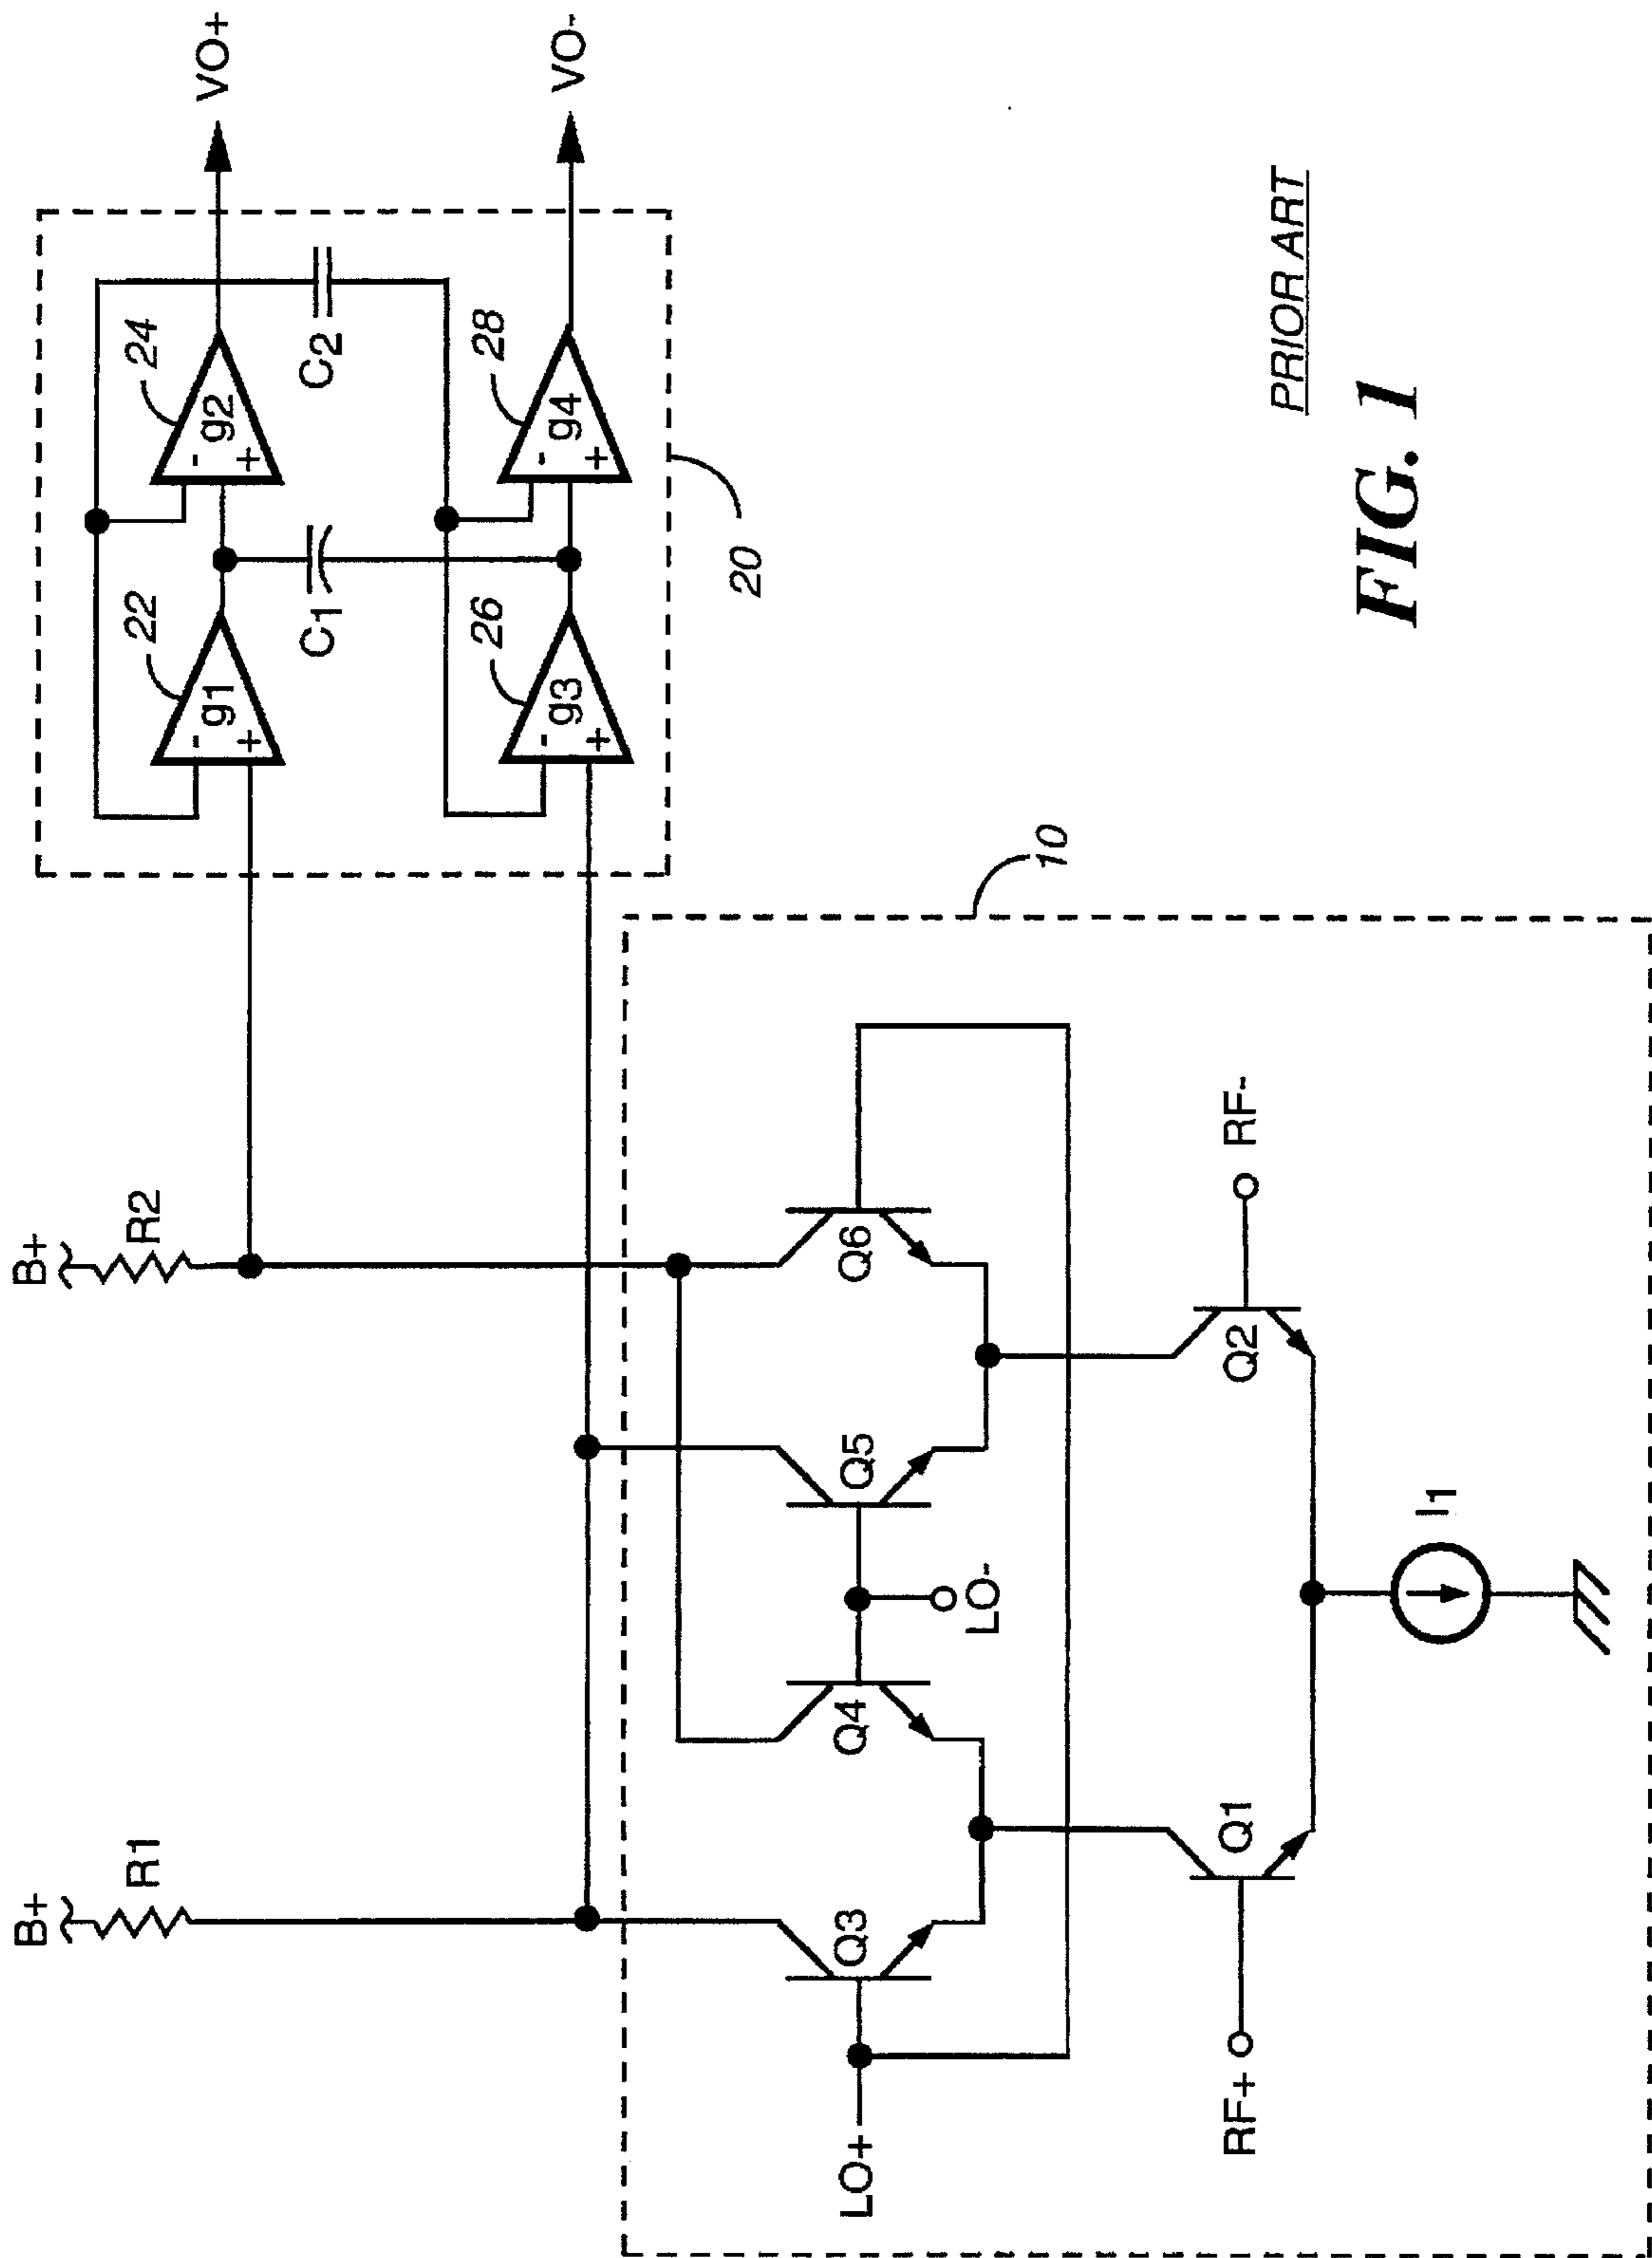 VO+
VO-
24
g2
-
+
C2
28
g4
-
+
22
g1
-
+
C1
26
g3
-
+
20
B+
R2
B+
R1
10
Q6
Q5
Q4
Q3
LO-
LO+
RF-
Q2
Q1
RF+
I1
PRIOR ART
FIG. 1